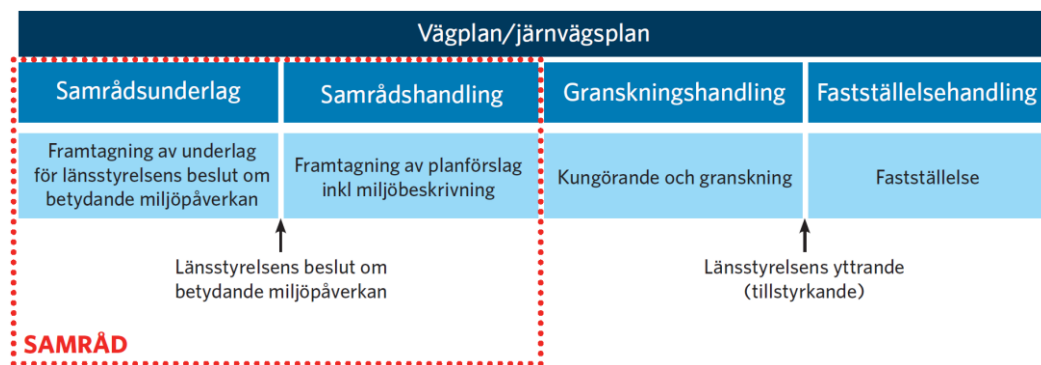 Vägplan/järnvägsplan
Samrådsunderlag
Samrådshandling
Granskningshandling
Fastställelsehandling
Framtagning av underlag
för länsstyrelsens beslut om
betydande miljöpåverkan
Framtagning av planförslag
inkl miljöbeskrivning
Kungörande och granskning
Fastställelse
Länsstyrelsens beslut om
betydande miljöpåverkan
Länsstyrelsens yttrande
(tillstyrkande)
SAMRÅD